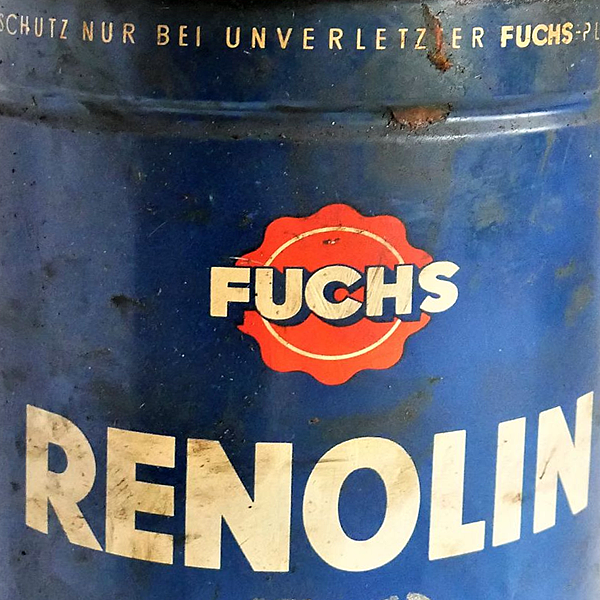 SCHUTZ NUR BEI UNVERLETZTER FUCHS-PL
FUCHS
RENOLIN